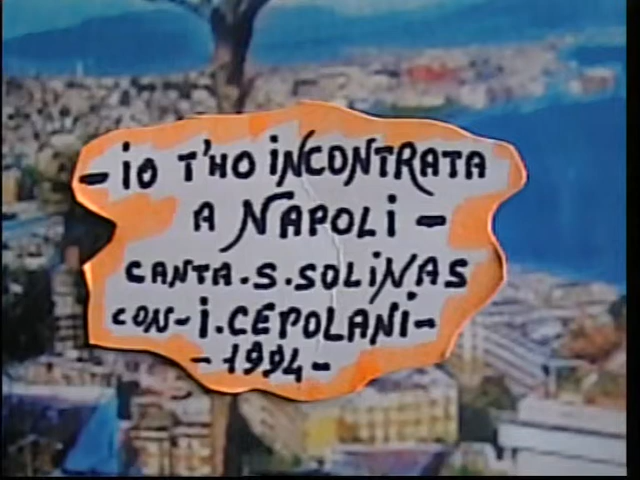 - iO T'HO iNCONTRATA
A NAPOLi -
CANTA. S. SOLiNAS
CON - i. CEPOLANi -
- 1994 -